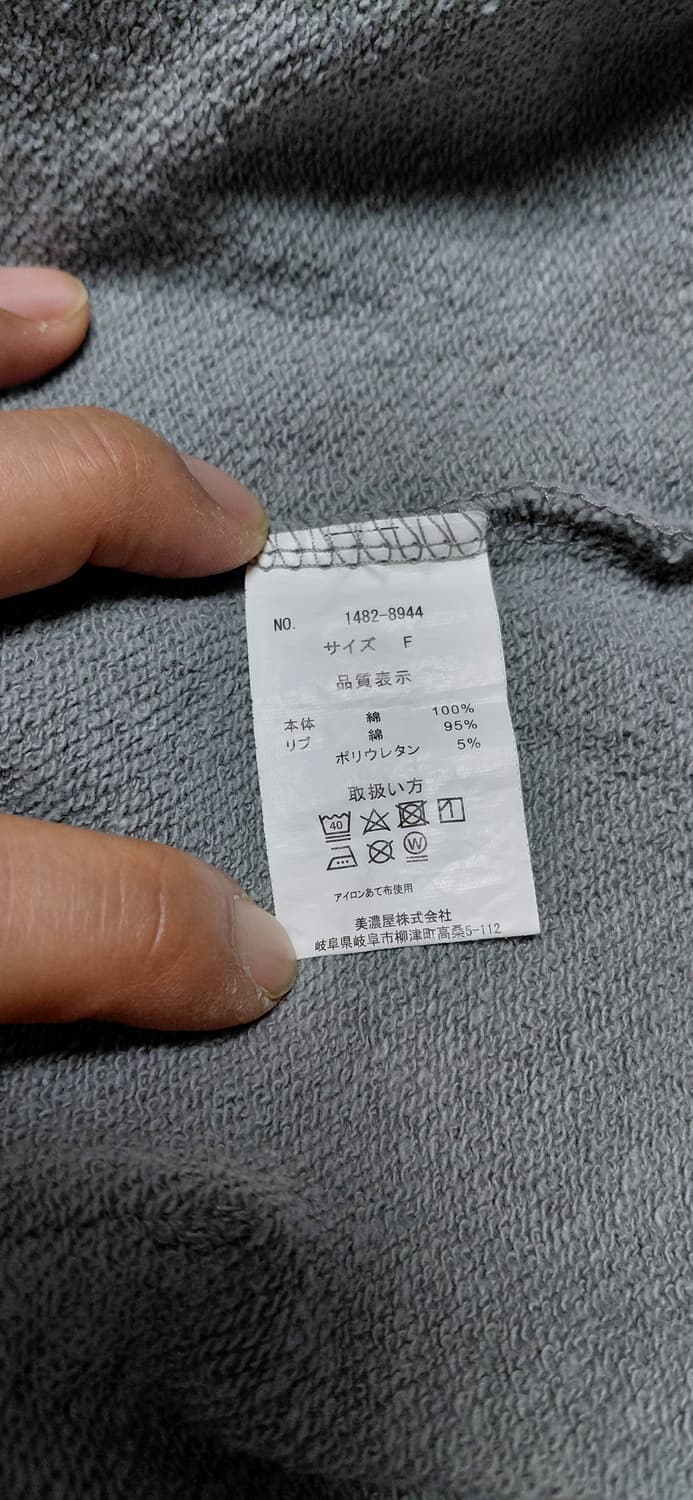 NO. 1482-8944
サイズ F
品質表示
本体 綿 100%
リブ 綿 95%
ポリウレタン 5%
取扱い方
40
W
アイロンあて布使用
美濃屋株式会社
岐阜県岐阜市柳津町高桑5-112